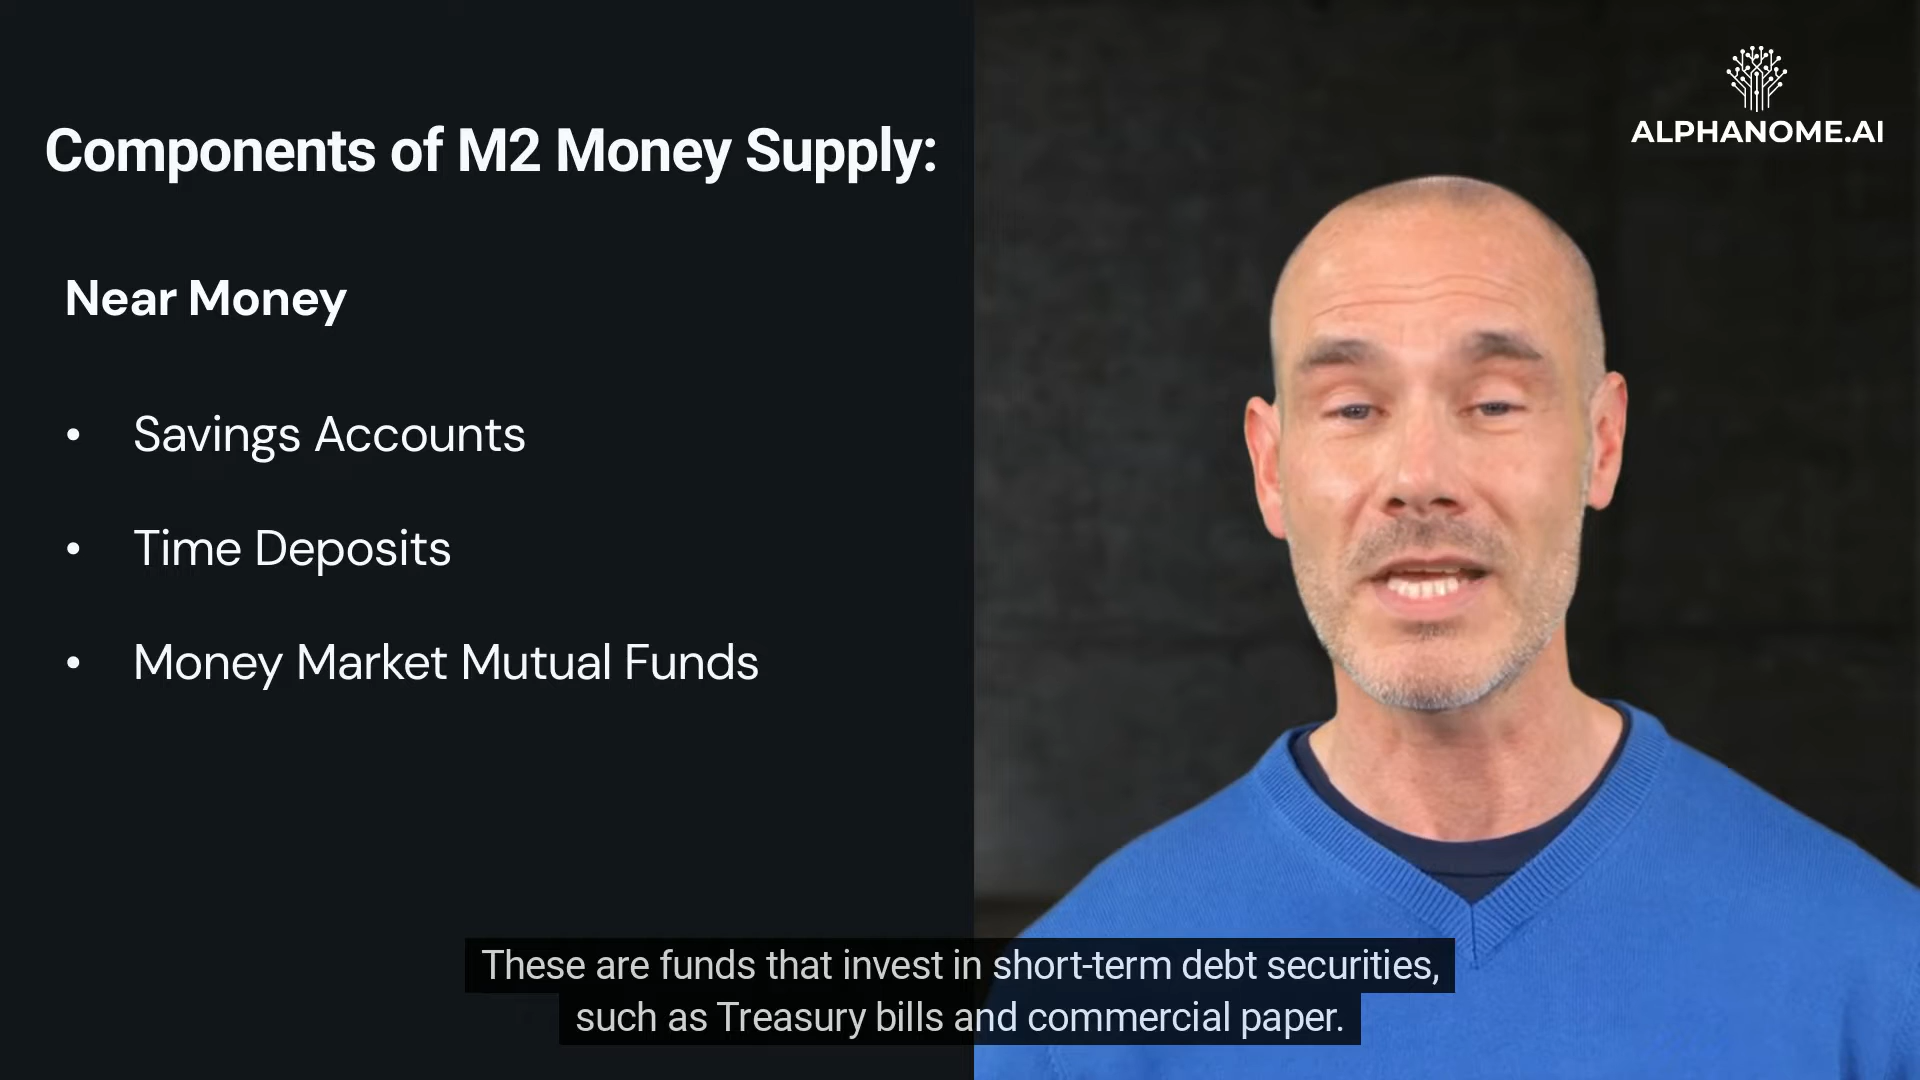 Components of M2 Money Supply:
Near Money
• Savings Accounts
• Time Deposits
• Money Market Mutual Funds
ALPHANOME.AI
These are funds that invest in short-term debt securities,
such as Treasury bills and commercial paper.